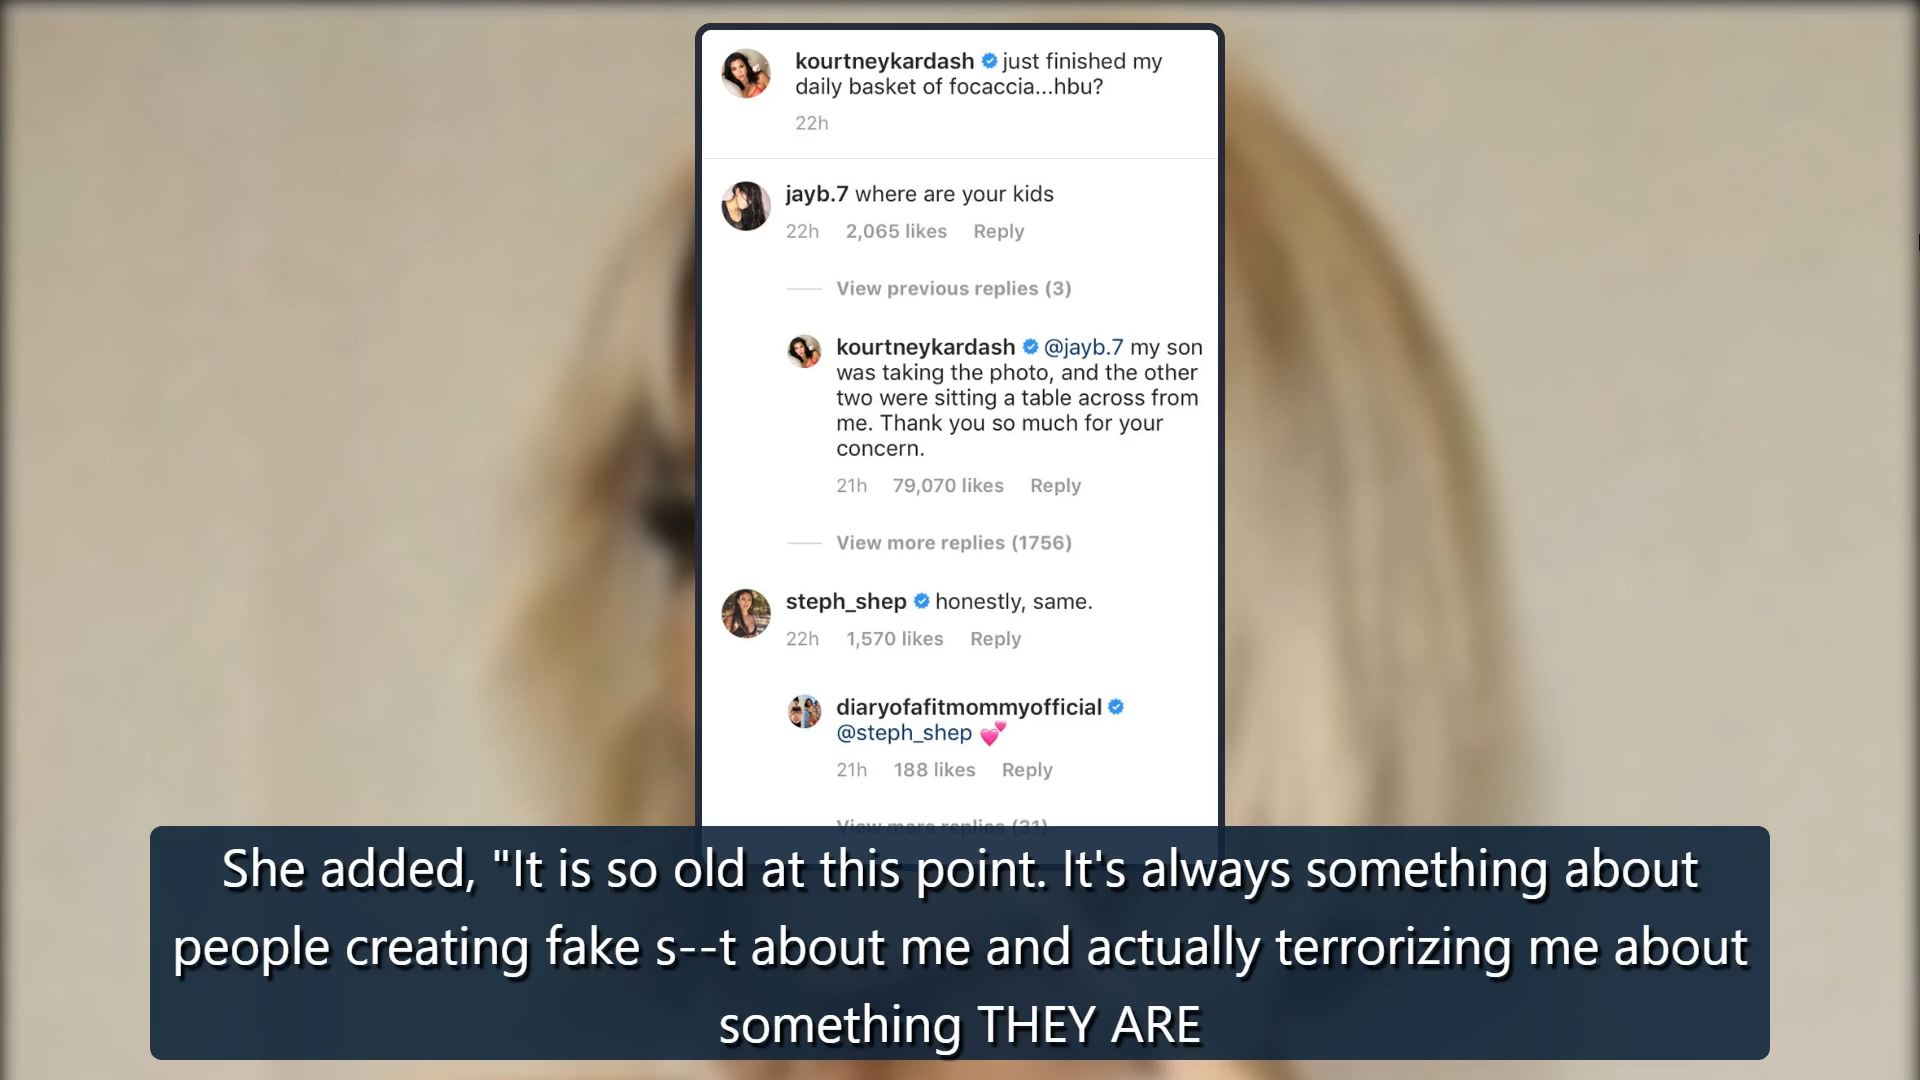 kourtneykardash just finished my
daily basket of focaccia...hbu?
22h
jayb.7 where are your kids
22h 2,065 likes Reply
View previous replies (3)
kourtneykardash @jayb.7 my son
was taking the photo, and the other
two were sitting a table across from
me. Thank you so much for your
concern.
21h 79,070 likes Reply
View more replies (1756)
steph_shep honestly, same.
22h 1,570 likes Reply
diaryofafitmommyofficial
@steph_shep 💕
21h 188 likes Reply
View more replies (31)
She added, "It is so old at this point. It's always something about
people creating fake s--t about me and actually terrorizing me about
something THEY ARE